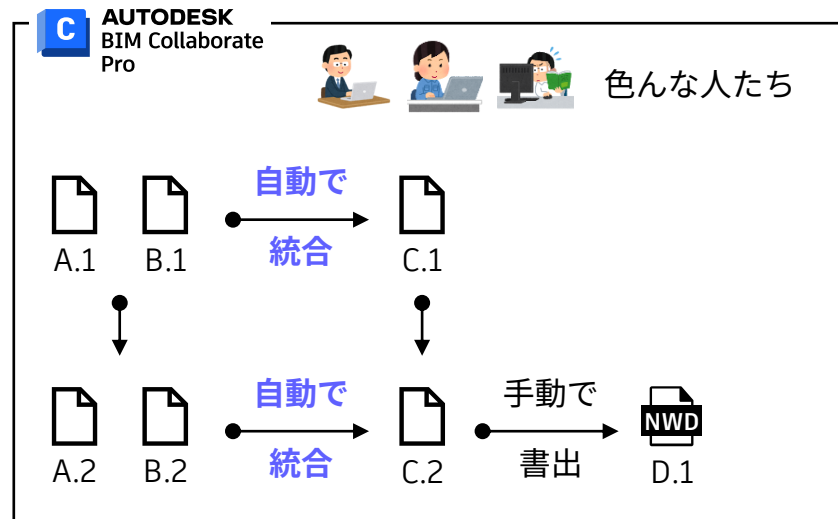 C
AUTODESK
BIM Collaborate
Pro
色んな人たち
自動で
統合
A.1
B.1
C.1
自動で
統合
手動で
書出
NWD
A.2
B.2
C.2
D.1